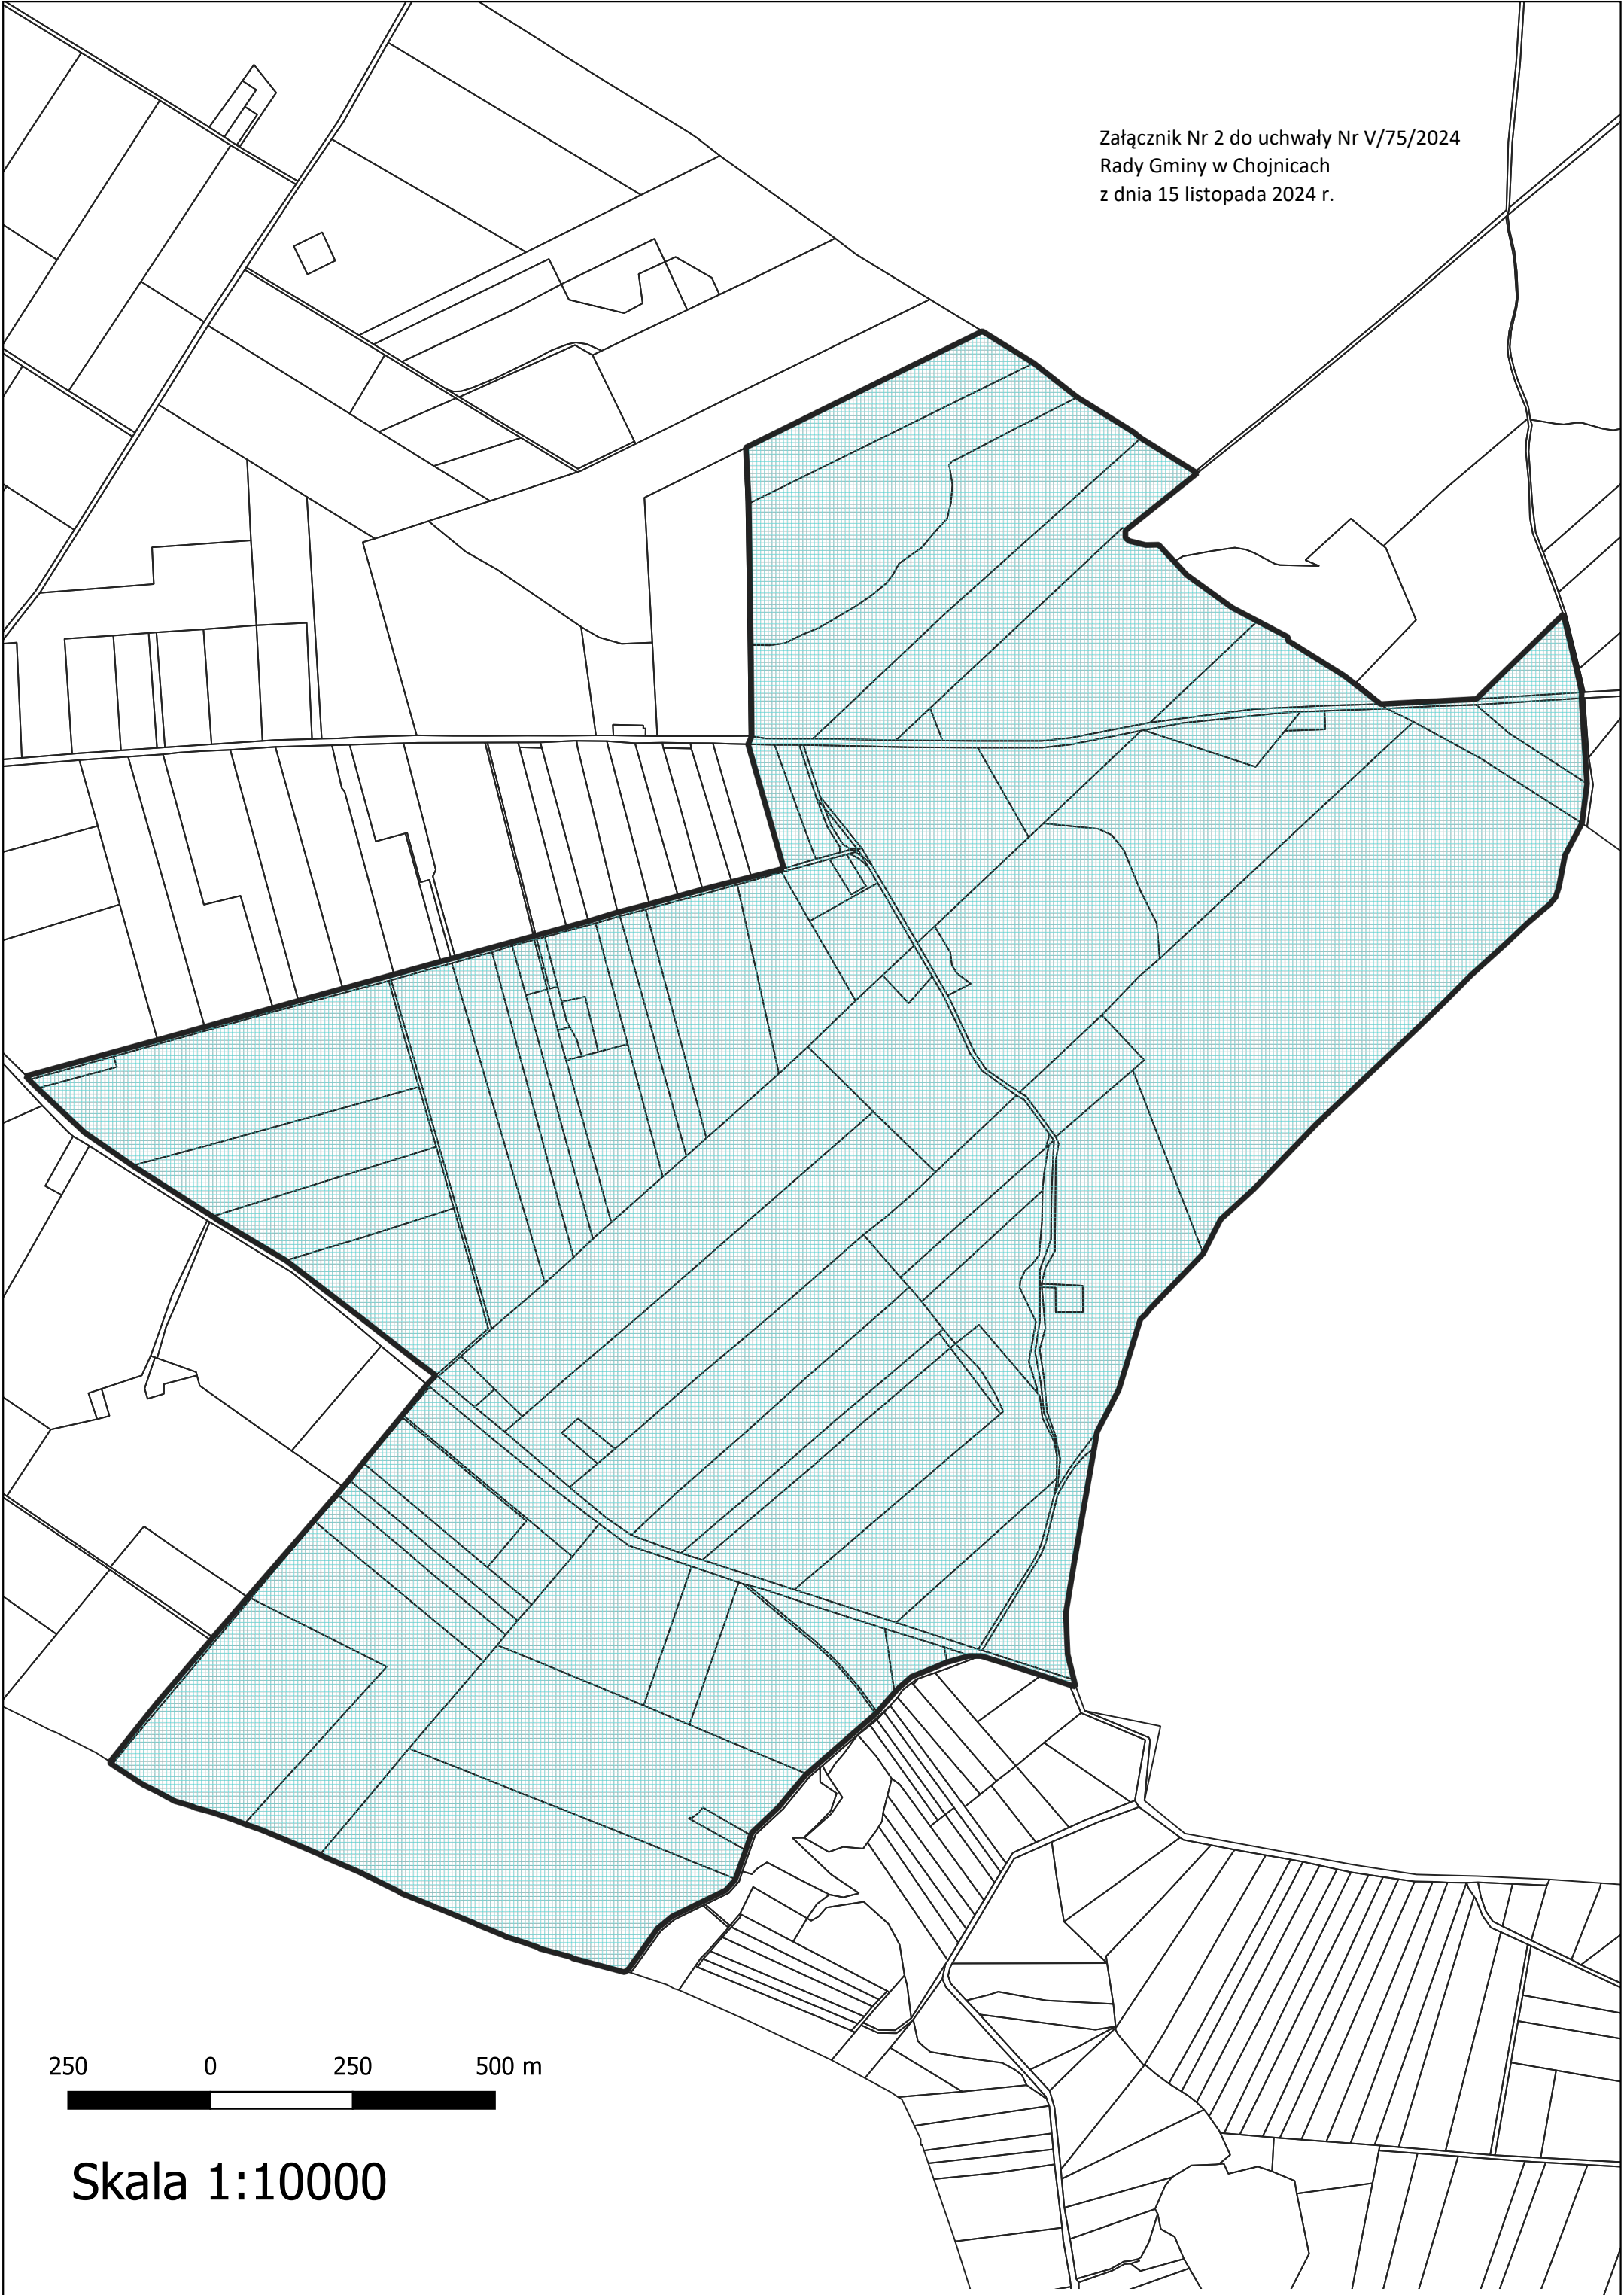 Załącznik Nr 2 do uchwały Nr V/75/2024
Rady Gminy w Chojnicach
z dnia 15 listopada 2024 r.
250 0 250 500 m
Skala 1:10000